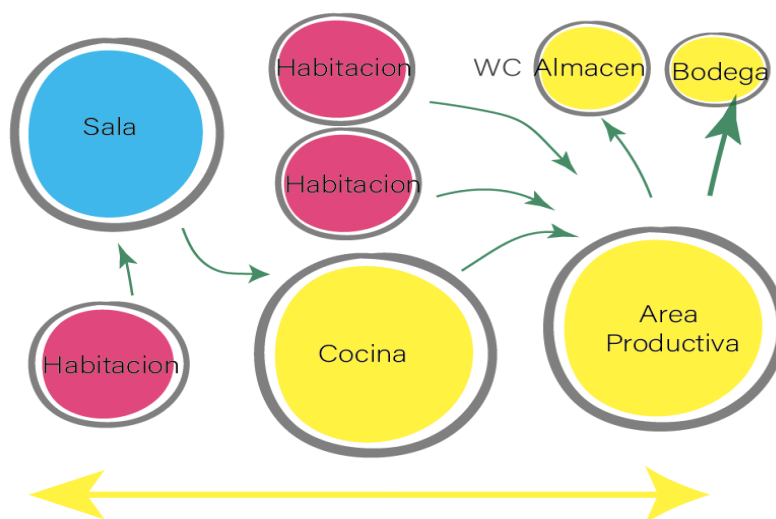 Habitacion
WC Almacen
Bodega
Sala
Habitacion
Area
Productiva
Cocina
Habitacion